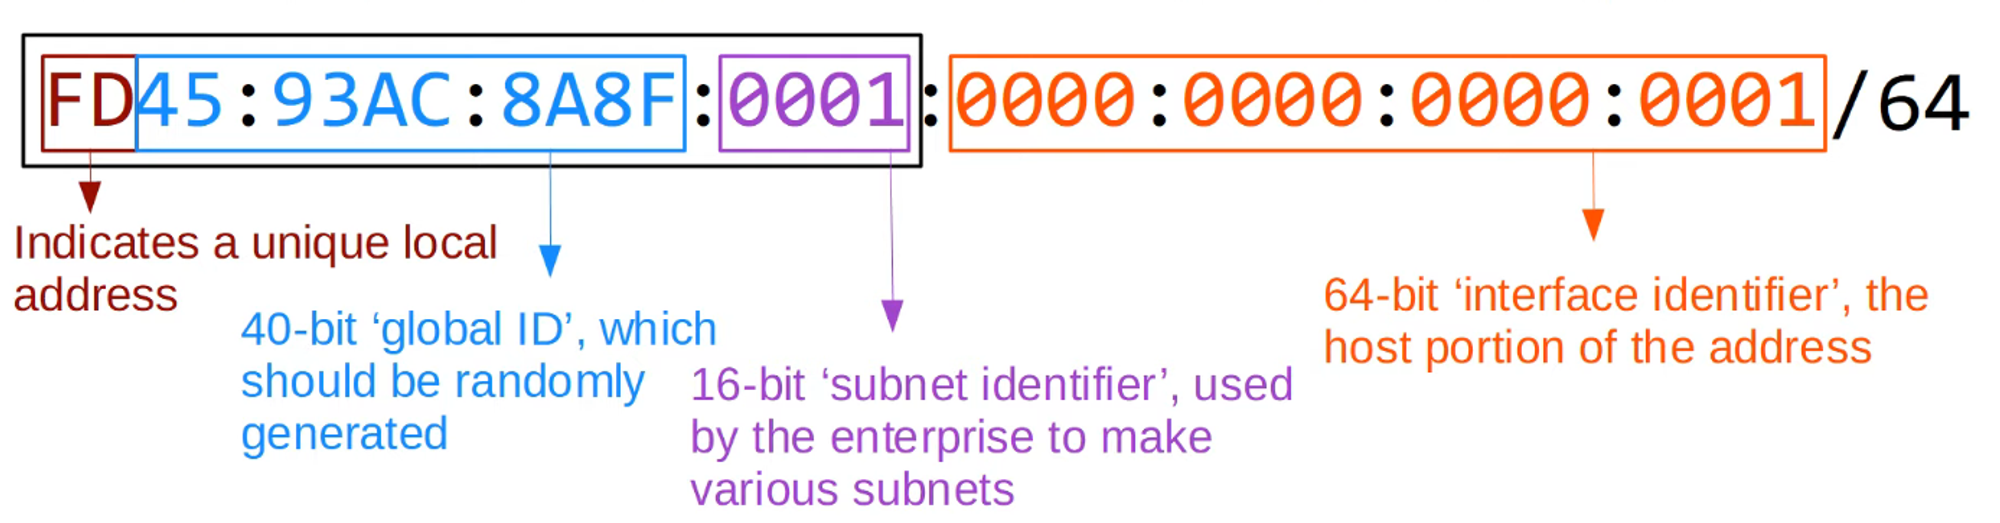 FD45:93AC:8A8F:0001:0000:0000:0000:0001/64
Indicates a unique local
address
40-bit ‘global ID’, which
should be randomly
generated
16-bit ‘subnet identifier’, used
by the enterprise to make
various subnets
64-bit ‘interface identifier’, the
host portion of the address